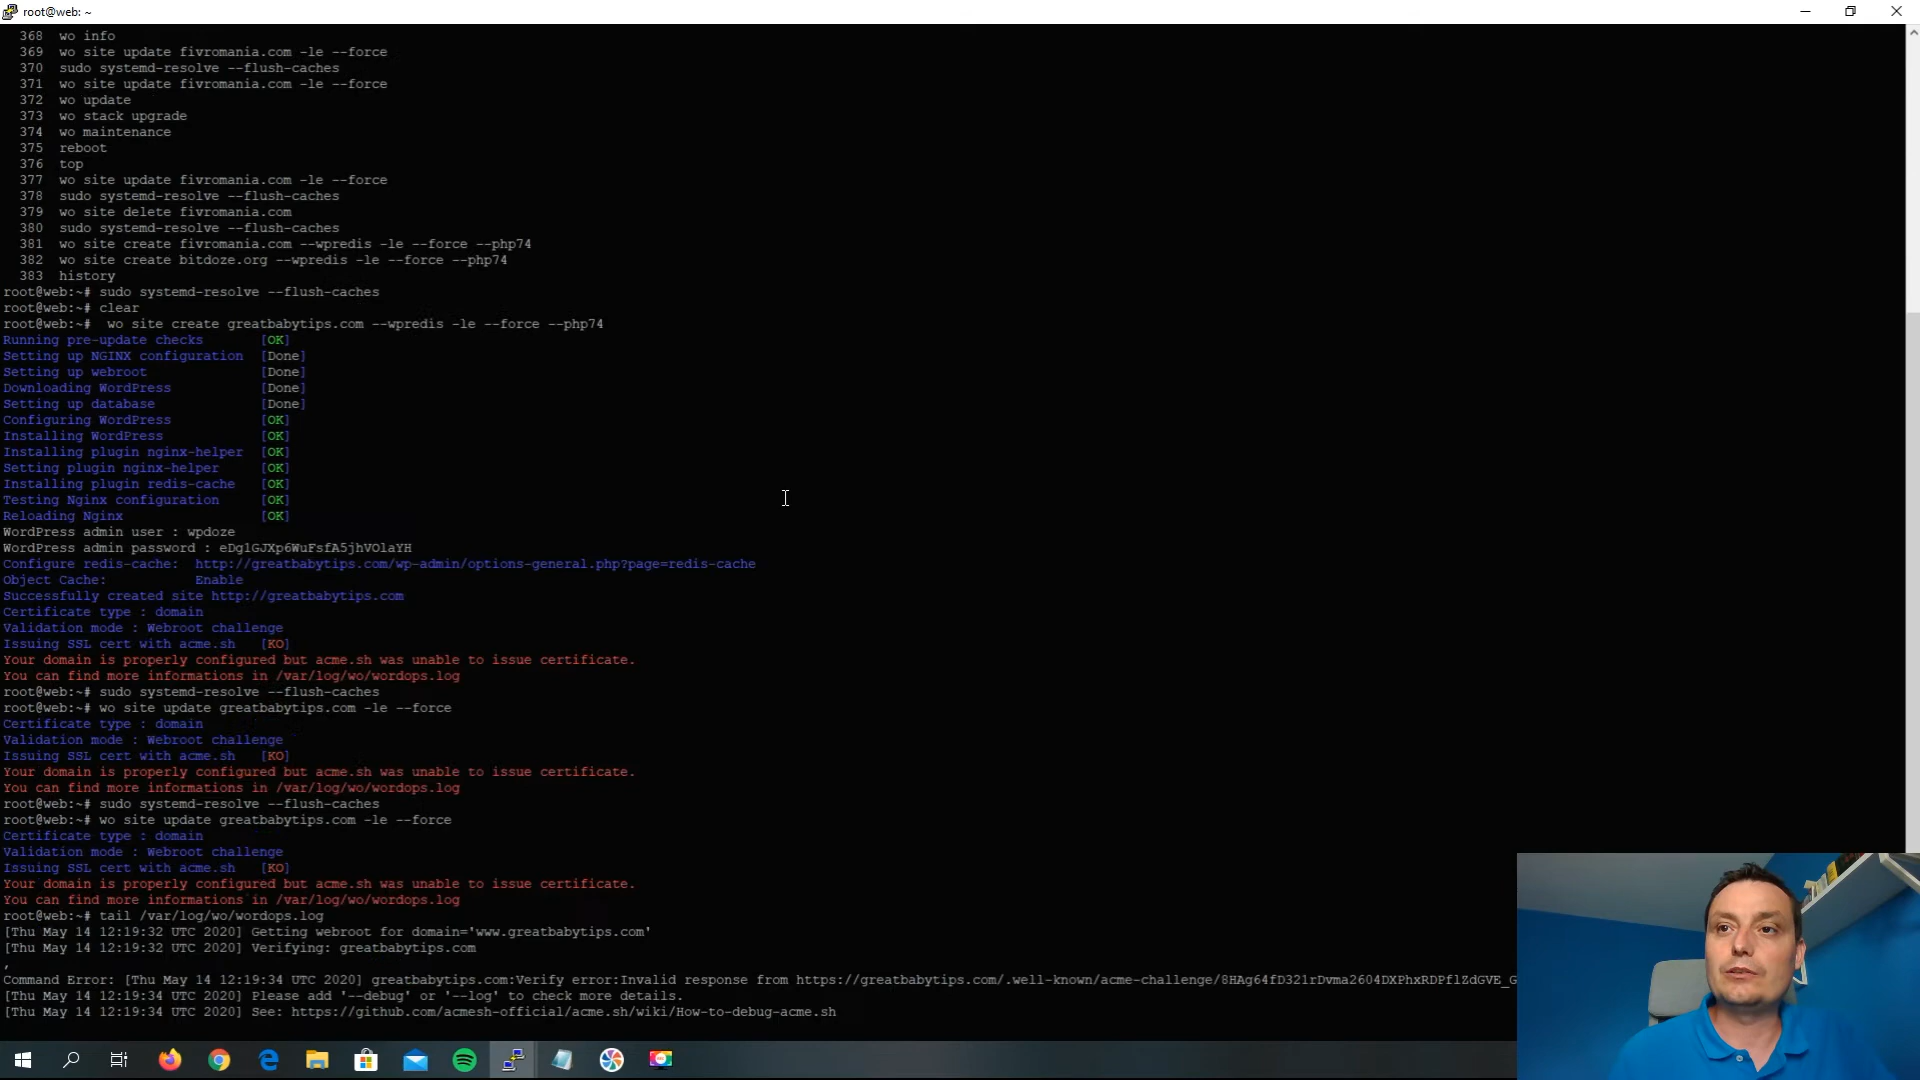 root@web: ~
368 wo info
369 wo site update fivromania.com -le --force
370 sudo systemd-resolve --flush-caches
371 wo site update fivromania.com -le --force
372 wo update
373 wo stack upgrade
374 wo maintenance
375 reboot
376 top
377 wo site update fivromania.com -le --force
378 sudo systemd-resolve --flush-caches
379 wo site delete fivromania.com
380 sudo systemd-resolve --flush-caches
381 wo site create fivromania.com --wpredis -le --force --php74
382 wo site create bitdoze.org --wpredis -le --force --php74
383 history
root@web:~# sudo systemd-resolve --flush-caches
root@web:~# clear
root@web:~#  wo site create greatbabytips.com --wpredis -le --force --php74
Running pre-update checks [OK]
Setting up NGINX configuration [Done]
Setting up webroot [Done]
Downloading WordPress [Done]
Setting up database [Done]
Configuring WordPress [OK]
Installing WordPress [OK]
Installing plugin nginx-helper [OK]
Setting plugin nginx-helper [OK]
Installing plugin redis-cache [OK]
Testing Nginx configuration [OK]
Reloading Nginx [OK]
WordPress admin user : wpdoze
WordPress admin password : eDg1GJXp6WuFsfA5jhVOlaYH
Configure redis-cache: http://greatbabytips.com/wp-admin/options-general.php?page=redis-cache
Object Cache: Enable
Successfully created site http://greatbabytips.com
Certificate type : domain
Validation mode : Webroot challenge
Issuing SSL cert with acme.sh [KO]
Your domain is properly configured but acme.sh was unable to issue certificate.
You can find more informations in /var/log/wo/wordops.log
root@web:~# sudo systemd-resolve --flush-caches
root@web:~# wo site update greatbabytips.com -le --force
Certificate type : domain
Validation mode : Webroot challenge
Issuing SSL cert with acme.sh [KO]
Your domain is properly configured but acme.sh was unable to issue certificate.
You can find more informations in /var/log/wo/wordops.log
root@web:~# sudo systemd-resolve --flush-caches
root@web:~# wo site update greatbabytips.com -le --force
Certificate type : domain
Validation mode : Webroot challenge
Issuing SSL cert with acme.sh [KO]
Your domain is properly configured but acme.sh was unable to issue certificate.
You can find more informations in /var/log/wo/wordops.log
root@web:~# tail /var/log/wo/wordops.log
[Thu May 14 12:19:32 UTC 2020] Getting webroot for domain='www.greatbabytips.com'
[Thu May 14 12:19:32 UTC 2020] Verifying: greatbabytips.com
,
Command Error: [Thu May 14 12:19:34 UTC 2020] greatbabytips.com:Verify error:Invalid response from https://greatbabytips.com/.well-known/acme-challenge/8HAg64fD321rDvma2604DXPhxRDPflZdGVE_G
[Thu May 14 12:19:34 UTC 2020] Please add '--debug' or '--log' to check more details.
[Thu May 14 12:19:34 UTC 2020] See: https://github.com/acmesh-official/acme.sh/wiki/How-to-debug-acme.sh